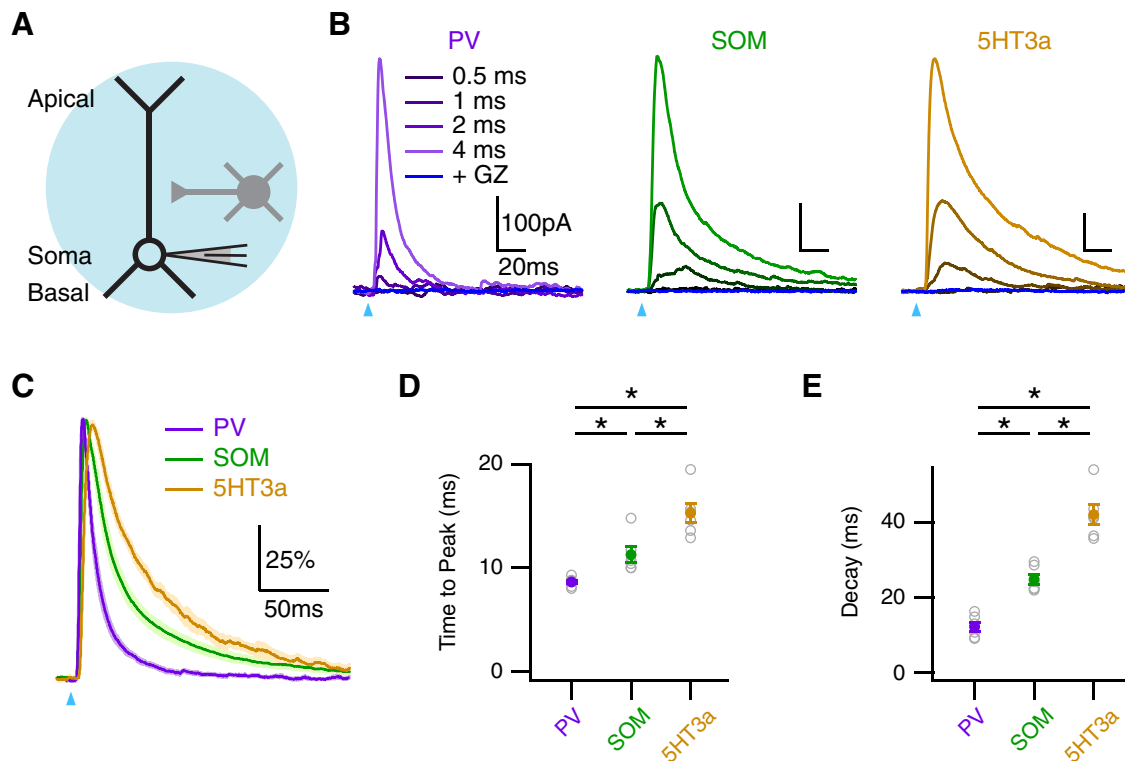 A
Apical
Soma
Basal
B
PV
0.5 ms
1 ms
2 ms
4 ms
+ GZ
100pA
20ms
SOM
5HT3a
C
PV
SOM
5HT3a
25%
50ms
D
* 
* *
Time to Peak (ms)
20
10
0
PV
SOM
5HT3a
E
*
* *
Decay (ms)
40
20
0
PV
SOM
5HT3a